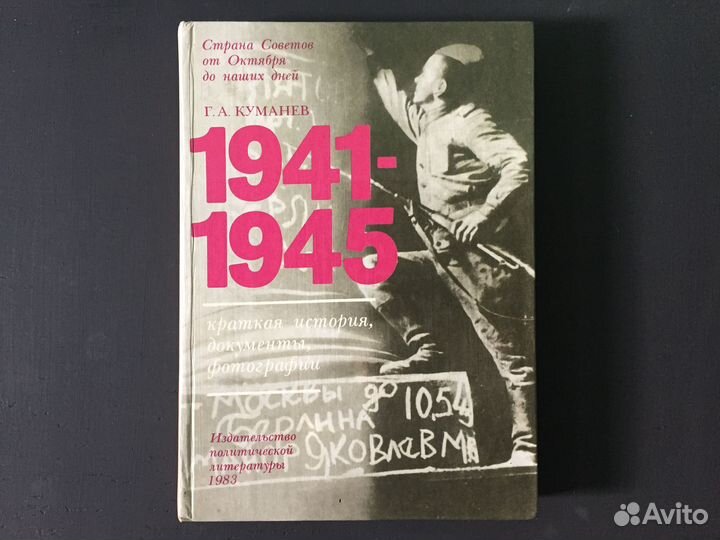 Страна Советов
от Октября
до наших дней
Г. А. КУМАНЕВ
1941-
1945
краткая история,
документы,
фотографии
МОСКВЫ до 10,54
БЕРЛИНА
ЯКОВЛАВ М
Издательство
политической
литературы
1983
Avito